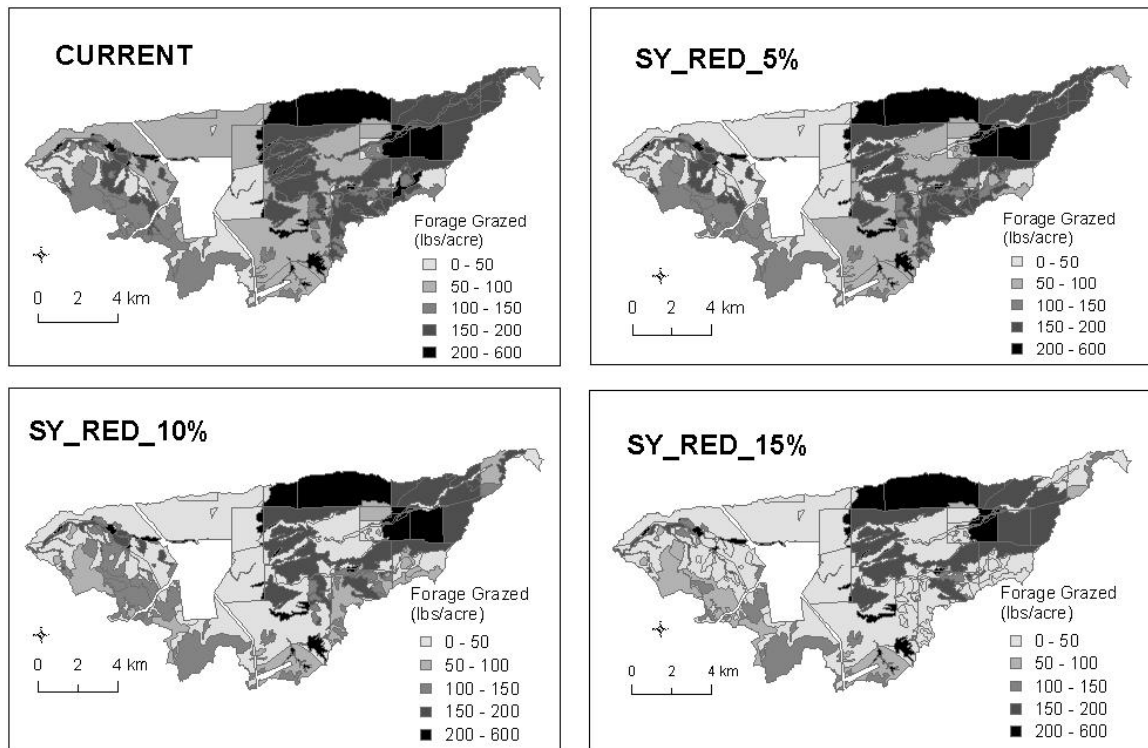 CURRENT
Forage Grazed
(lbs/acre)
0 - 50
50 - 100
100 - 150
150 - 200
200 - 600
0 2 4 km
SY_RED_5%
Forage Grazed
(lbs/acre)
0 - 50
50 - 100
100 - 150
150 - 200
200 - 600
0 2 4 km
SY_RED_10%
Forage Grazed
(lbs/acre)
0 - 50
50 - 100
100 - 150
150 - 200
200 - 600
0 2 4 km
SY_RED_15%
Forage Grazed
(lbs/acre)
0 - 50
50 - 100
100 - 150
150 - 200
200 - 600
0 2 4 km